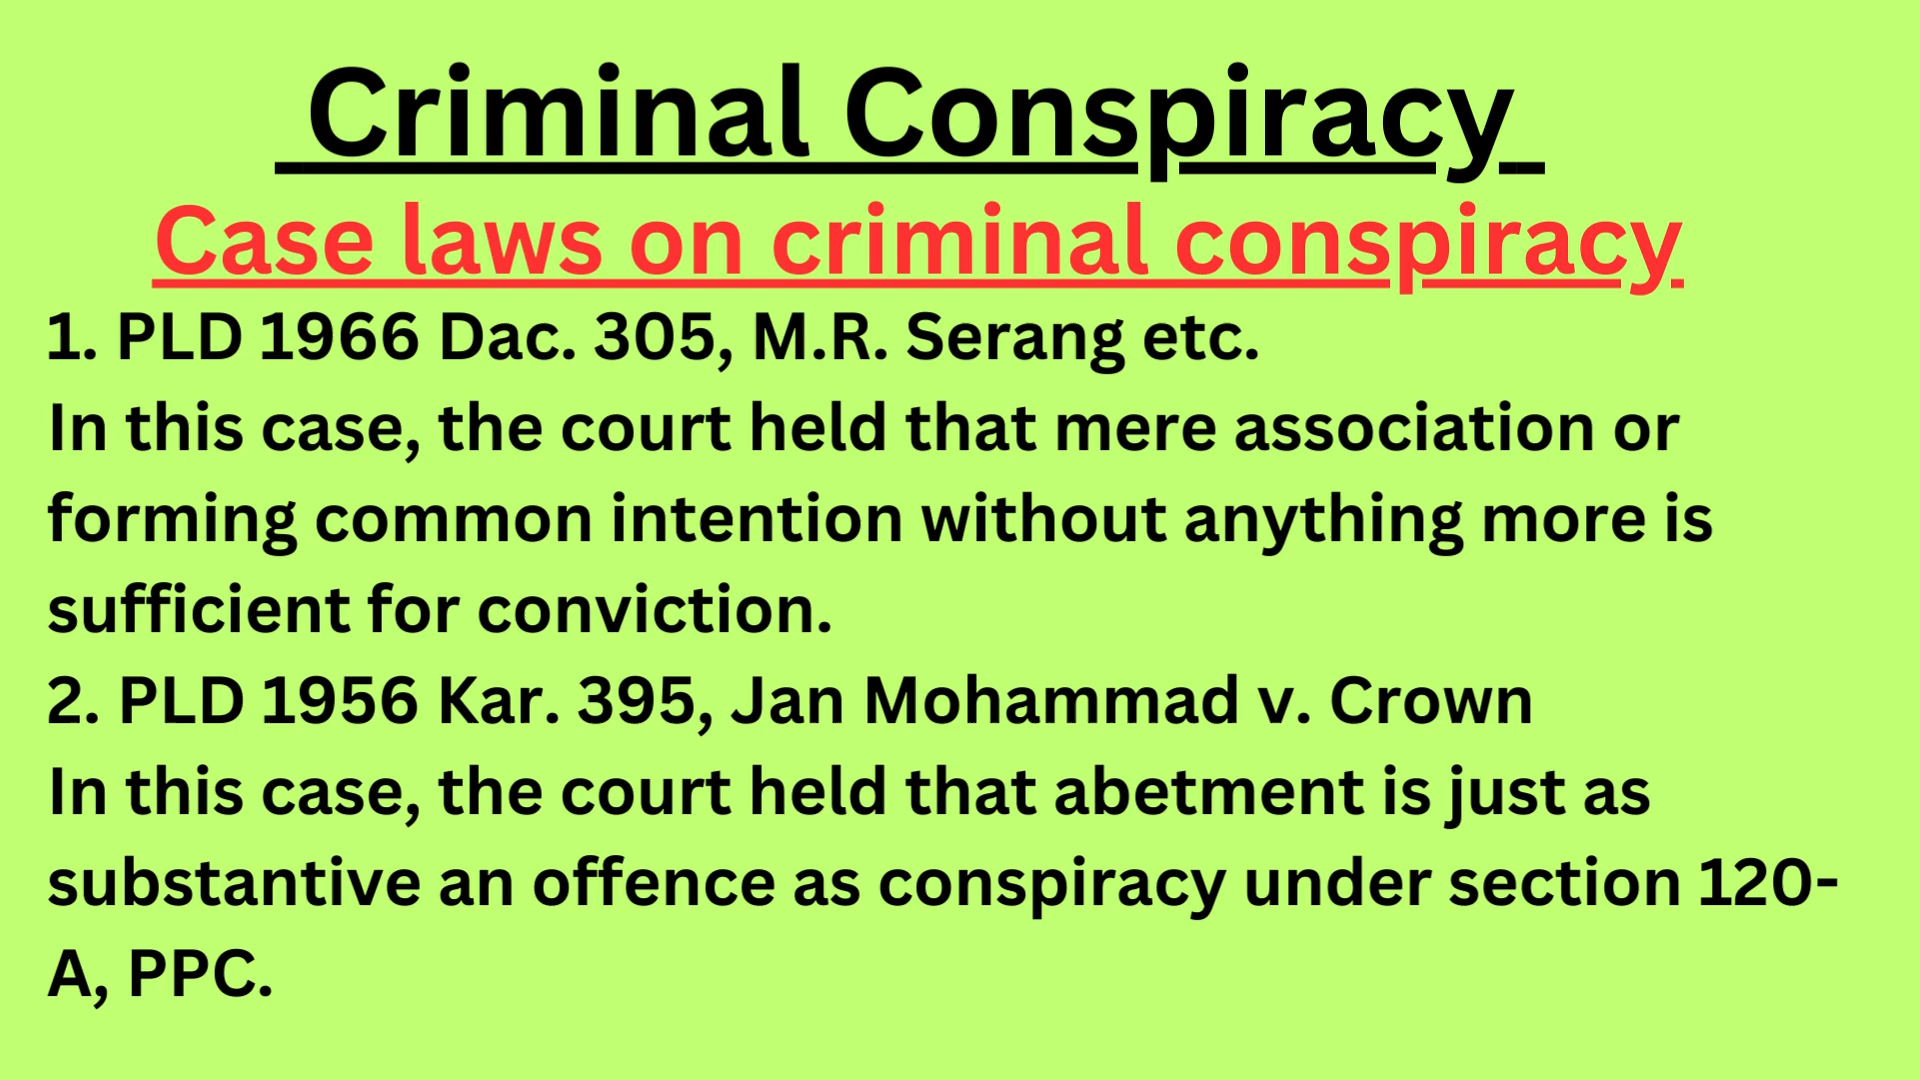 Criminal Conspiracy
Case laws on criminal conspiracy
1. PLD 1966 Dac. 305, M.R. Serang etc.
In this case, the court held that mere association or
forming common intention without anything more is
sufficient for conviction.
2. PLD 1956 Kar. 395, Jan Mohammad v. Crown
In this case, the court held that abetment is just as
substantive an offence as conspiracy under section 120-
A, PPC.